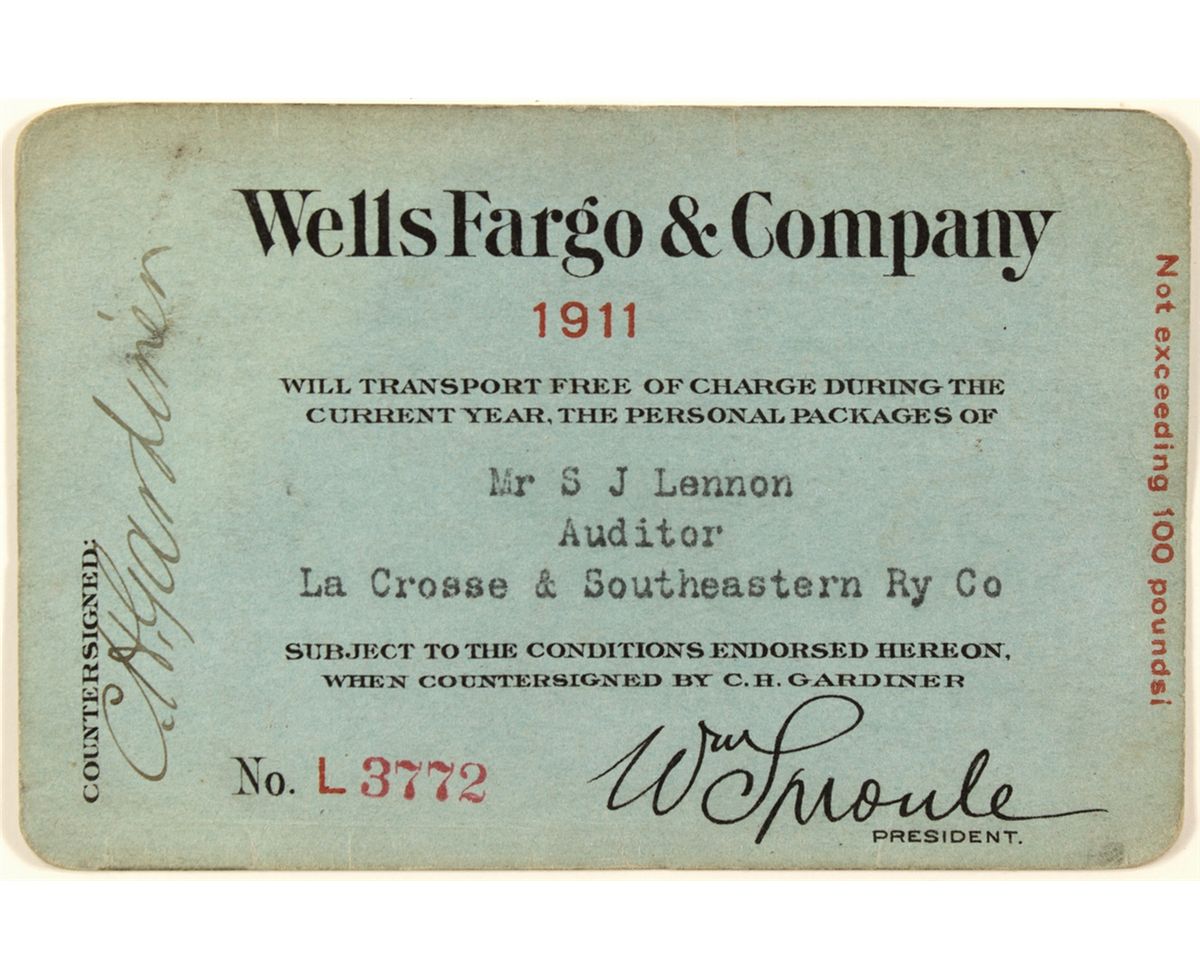 Wells Fargo & Company
1911
WILL TRANSPORT FREE OF CHARGE DURING THE
CURRENT YEAR, THE PERSONAL PACKAGES OF
Mr S J Lennon
Auditor
La Crosse & Southeastern Ry Co
SUBJECT TO THE CONDITIONS ENDORSED HEREON,
WHEN COUNTERSIGNED BY C.H. GARDINER
No. L 3772
Wm Sproule
PRESIDENT.
COUNTERSIGNED:
C.H. Gardiner
Not exceeding 100 pounds!